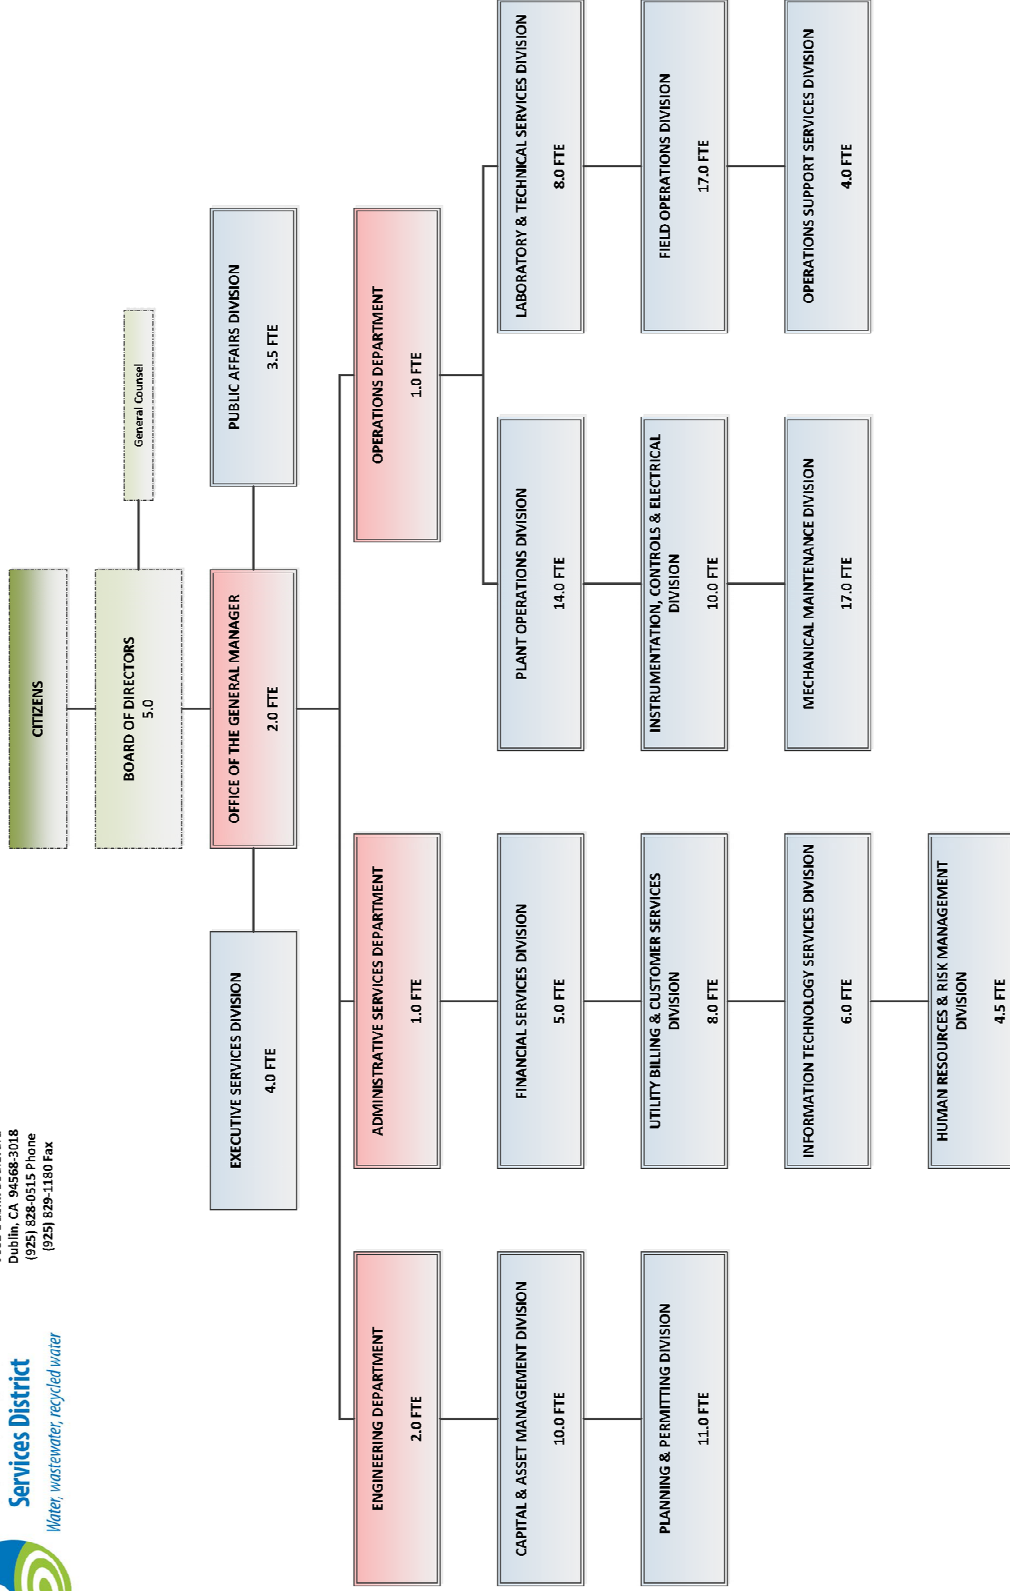 Services District
Water, wastewater, recycled water
Dublin, CA 94568-3018
(925) 828-0515 Phone
(925) 829-1180 Fax
CITIZENS
BOARD OF DIRECTORS
5.0
General Counsel
EXECUTIVE SERVICES DIVISION
4.0 FTE
OFFICE OF THE GENERAL MANAGER
2.0 FTE
PUBLIC AFFAIRS DIVISION
3.5 FTE
ENGINEERING DEPARTMENT
2.0 FTE
ADMINISTRATIVE SERVICES DEPARTMENT
1.0 FTE
OPERATIONS DEPARTMENT
1.0 FTE
CAPITAL & ASSET MANAGEMENT DIVISION
10.0 FTE
FINANCIAL SERVICES DIVISION
5.0 FTE
PLANT OPERATIONS DIVISION
14.0 FTE
LABORATORY & TECHNICAL SERVICES DIVISION
8.0 FTE
PLANNING & PERMITTING DIVISION
11.0 FTE
UTILITY BILLING & CUSTOMER SERVICES
DIVISION
8.0 FTE
INSTRUMENTATION, CONTROLS & ELECTRICAL
DIVISION
10.0 FTE
FIELD OPERATIONS DIVISION
17.0 FTE
INFORMATION TECHNOLOGY SERVICES DIVISION
6.0 FTE
MECHANICAL MAINTENANCE DIVISION
17.0 FTE
OPERATIONS SUPPORT SERVICES DIVISION
4.0 FTE
HUMAN RESOURCES & RISK MANAGEMENT
DIVISION
4.5 FTE